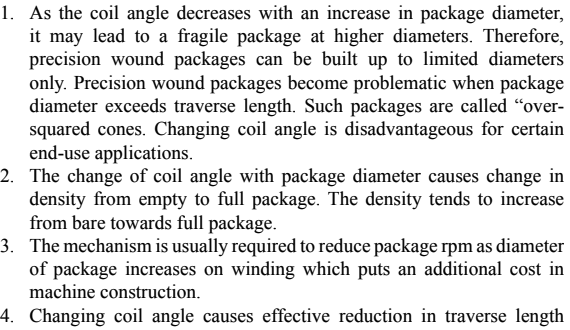 1. As the coil angle decreases with an increase in package diameter,
it may lead to a fragile package at higher diameters. Therefore,
precision wound packages can be built up to limited diameters
only. Precision wound packages become problematic when package
diameter exceeds traverse length. Such packages are called “over-
squared cones. Changing coil angle is disadvantageous for certain
end-use applications.
2. The change of coil angle with package diameter causes change in
density from empty to full package. The density tends to increase
from bare towards full package.
3. The mechanism is usually required to reduce package rpm as diameter
of package increases on winding which puts an additional cost in
machine construction.
4. Changing coil angle causes effective reduction in traverse length